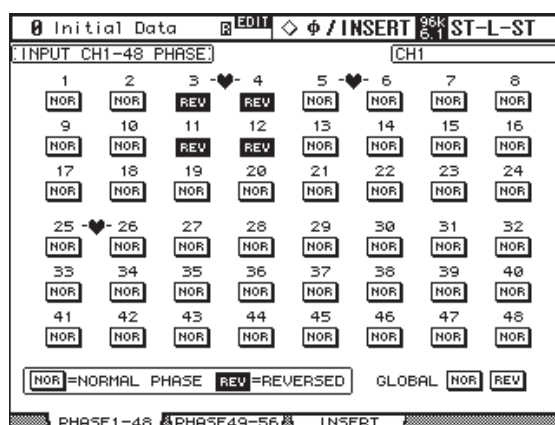 0 Initial Data EDIT ◇ φ/INSERT 96k 6.1 ST-L-ST
INPUT CH1-48 PHASE: CH1
1 2 3 -♥- 4 5 -♥- 6 7 8
NOR NOR REV REV NOR NOR NOR NOR
9 10 11 12 13 14 15 16
NOR NOR REV REV NOR NOR NOR NOR
17 18 19 20 21 22 23 24
NOR NOR NOR NOR NOR NOR NOR NOR
25 -♥- 26 27 28 29 30 31 32
NOR NOR NOR NOR NOR NOR NOR NOR
33 34 35 36 37 38 39 40
NOR NOR NOR NOR NOR NOR NOR NOR
41 42 43 44 45 46 47 48
NOR NOR NOR NOR NOR NOR NOR NOR
NOR=NORMAL PHASE REV=REVERSED GLOBAL NOR REV
PHASE1-48 PHASE49-56 INSERT